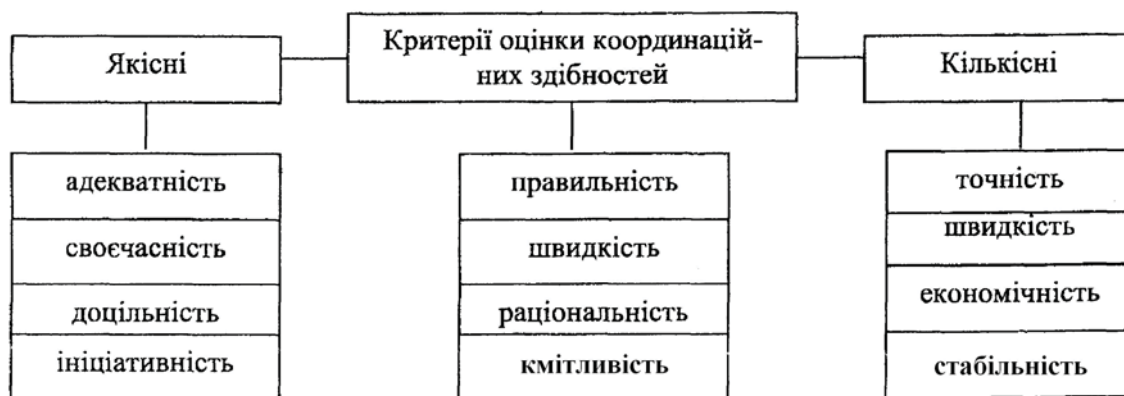 Якісні
Критерії оцінки координацій-
них здібностей
Кількісні
адекватність
своєчасність
доцільність
ініціативність
правильність
швидкість
раціональність
кмітливість
точність
швидкість
економічність
стабільність